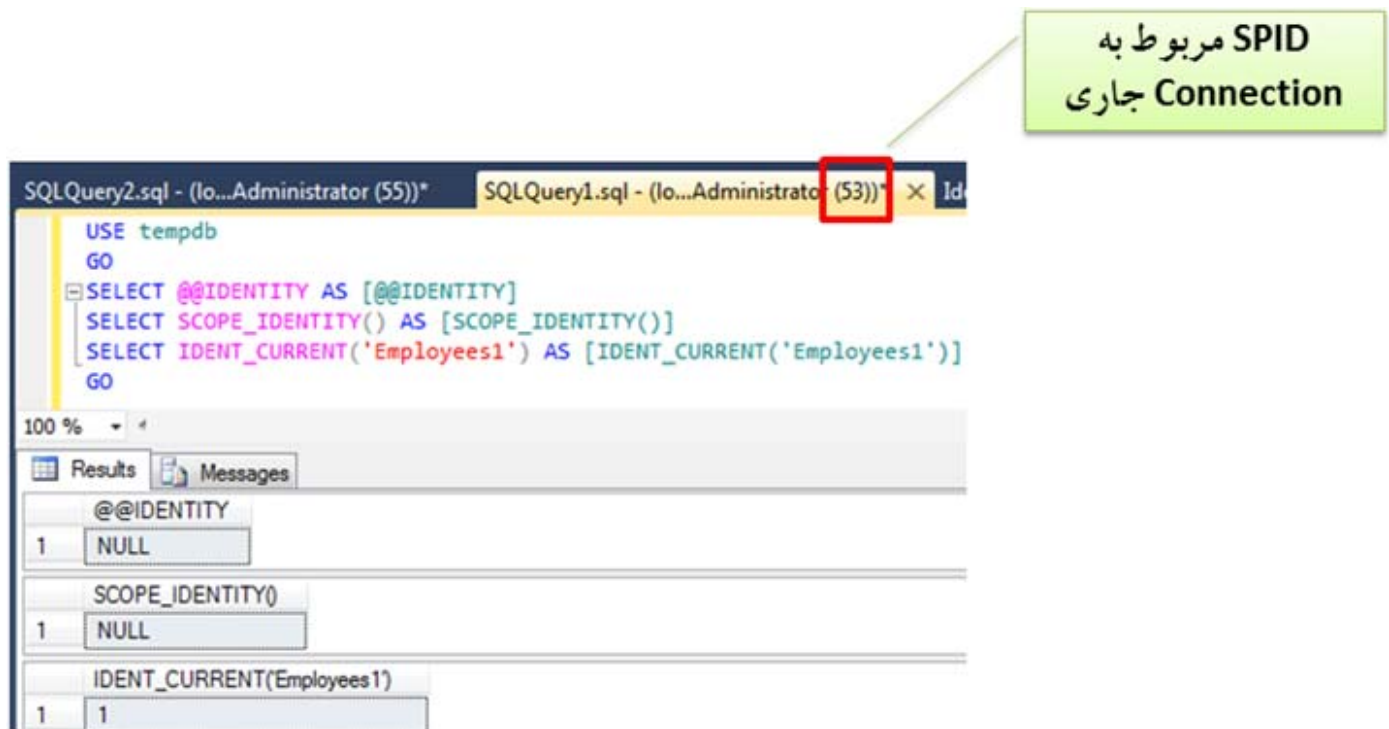 SPID مربوط به
Connection جاری
SQLQuery2.sql - (lo...Administrator (55))*
SQLQuery1.sql - (lo...Administrator (53))*
Ide
USE tempdb
GO
SELECT @@IDENTITY AS [@@IDENTITY]
SELECT SCOPE_IDENTITY() AS [SCOPE_IDENTITY()]
SELECT IDENT_CURRENT('Employees1') AS [IDENT_CURRENT('Employees1')]
GO
100 %
Results Messages
@@IDENTITY
1 NULL
SCOPE_IDENTITY()
1 NULL
IDENT_CURRENT('Employees1')
1 1